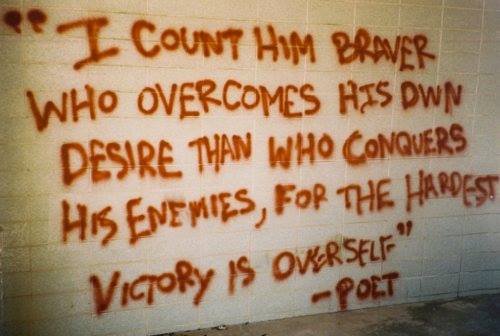 "I COUNT HIM BRAVER
WHO OVERCOMES HIS OWN
DESIRE THAN WHO CONQUERS
HIS ENEMIES, FOR THE HARDEST
VICTORY IS OVERSELF"
-POET